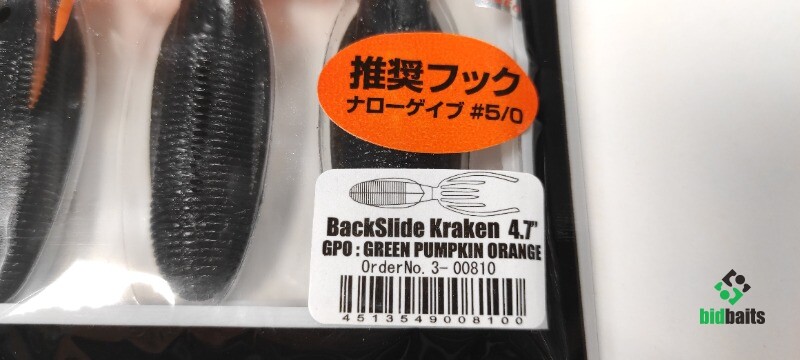 推奨フック
ナローゲイプ #5/0
BackSlide Kraken 4.7"
GPO : GREEN PUMPKIN ORANGE
OrderNo. 3-00810
4513549008100
bidbaits